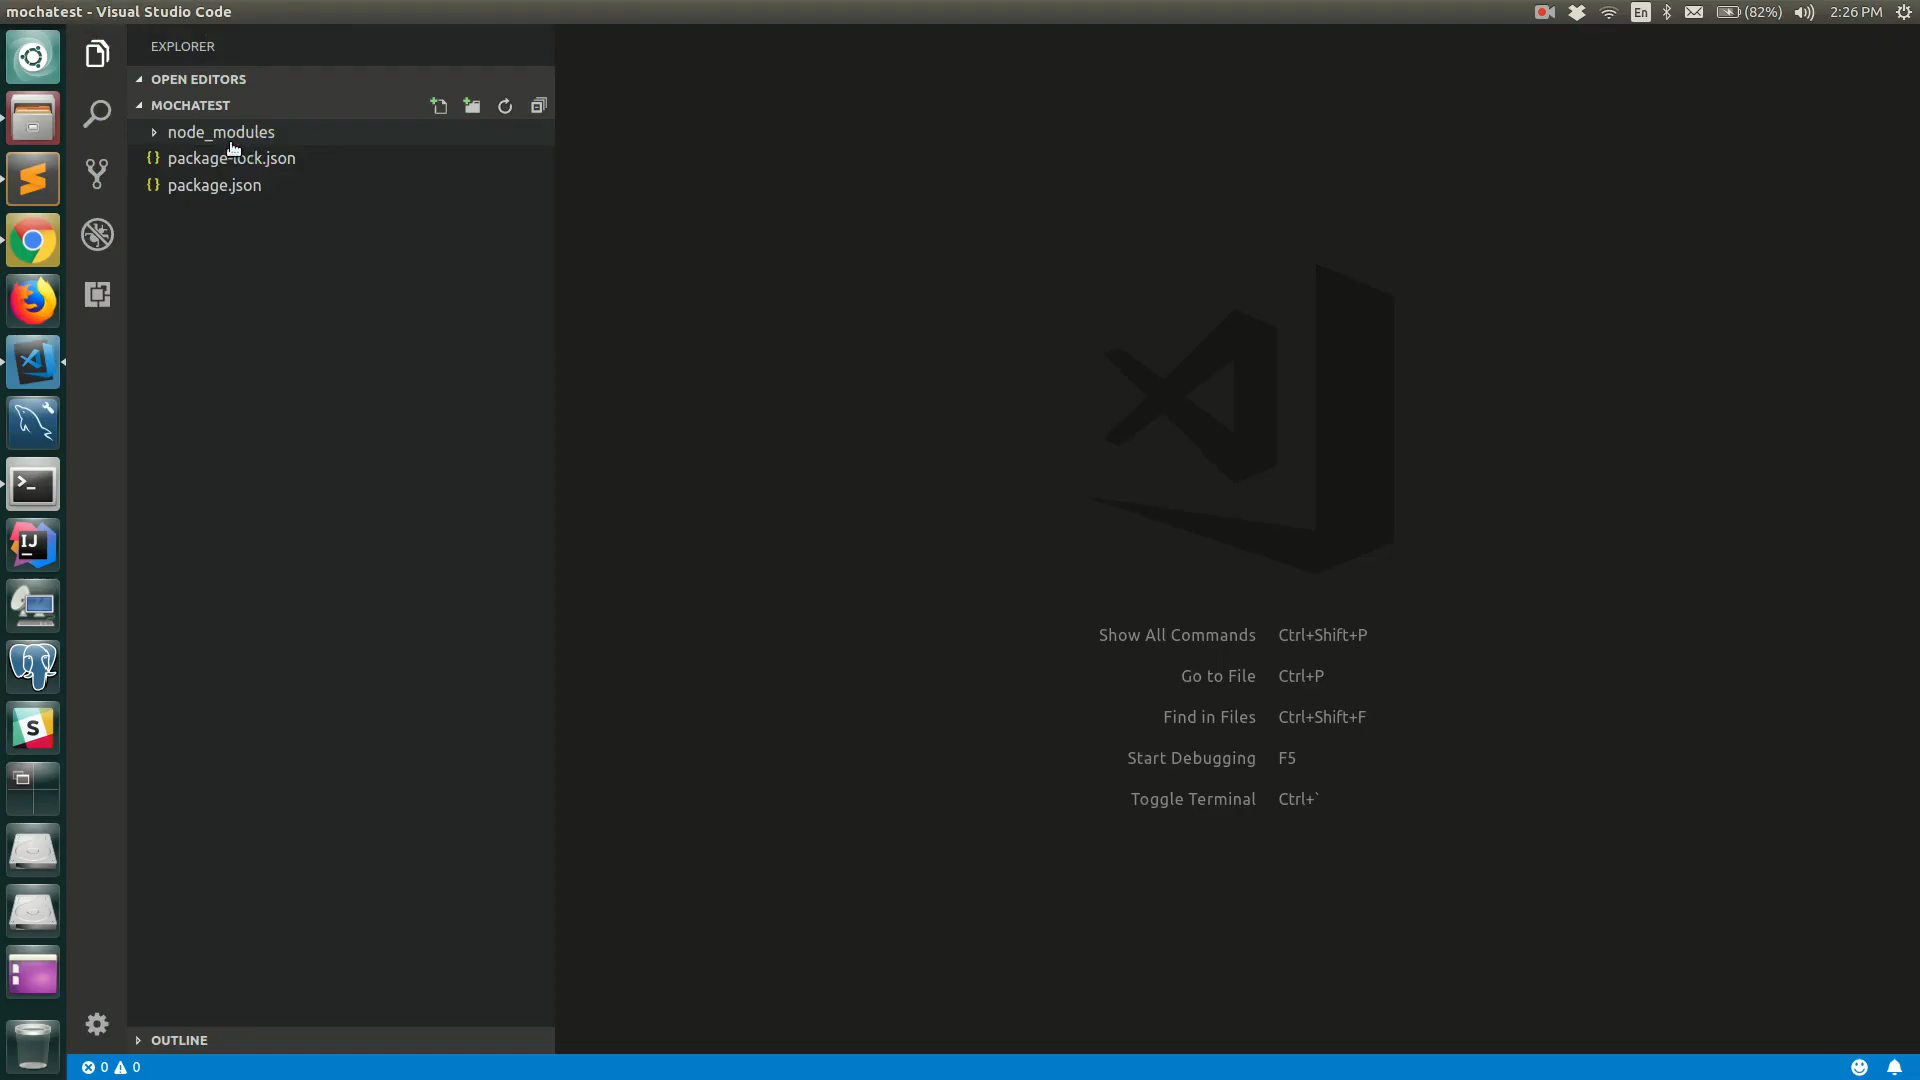 mochatest - Visual Studio Code
En
(82%)
2:26 PM
EXPLORER
OPEN EDITORS
MOCHATEST
node_modules
package-lock.json
package.json
Show All Commands Ctrl+Shift+P
Go to File Ctrl+P
Find in Files Ctrl+Shift+F
Start Debugging F5
Toggle Terminal Ctrl+`
IJ
S
OUTLINE
0 0